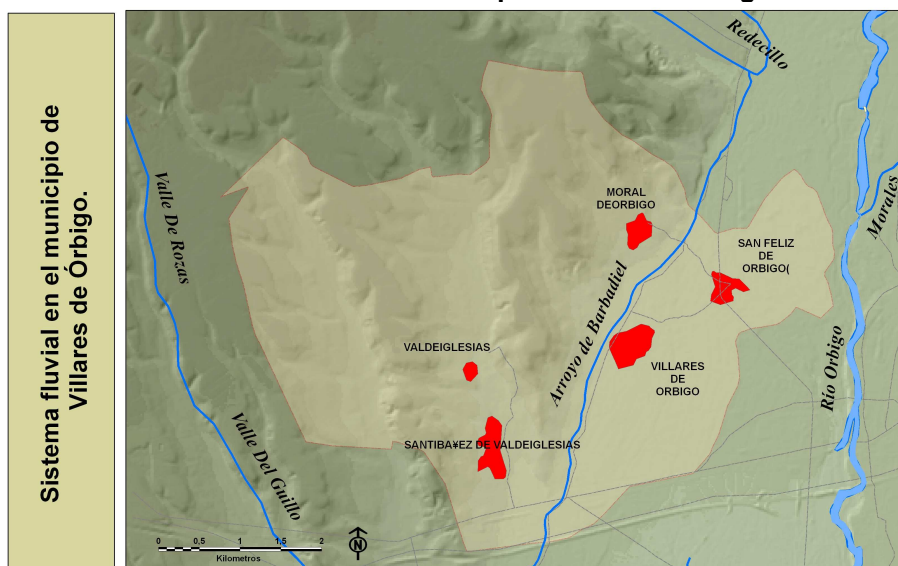 Sistema fluvial en el municipio de
Villares de Órbigo.
Redecillo
Valle De Rozas
MORAL
DEORBIGO
Morales
SAN FELIZ
DE
ORBIGO(
Arroyo de Barbadiel
VALDEIGLESIAS
VILLARES
DE
ORBIGO
Río Orbigo
SANTIBA¥EZ DE VALDEIGLESIAS
Valle Del Guillo
N
0 0,5 1 1,5 2
Kilometros